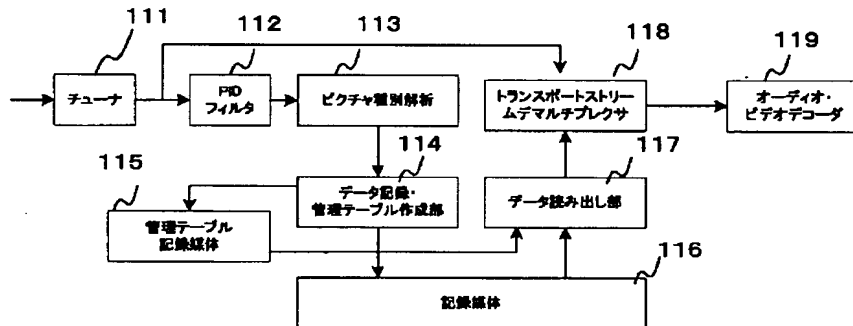 111
112
113
118
119
チューナ
PID
フィルタ
ピクチャ種別解析
トランスポートストリー
ムデマルチプレクサ
オーディオ・
ビデオデコーダ
114
117
115
データ記録・
管理テーブル作成部
データ読み出し部
管理テーブル
記録媒体
116
記録媒体